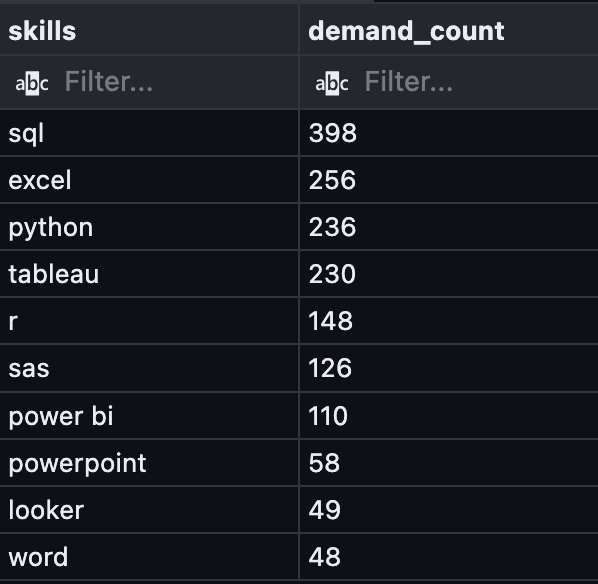 skills demand_count
abc Filter... abc Filter...
sql 398
excel 256
python 236
tableau 230
r 148
sas 126
power bi 110
powerpoint 58
looker 49
word 48